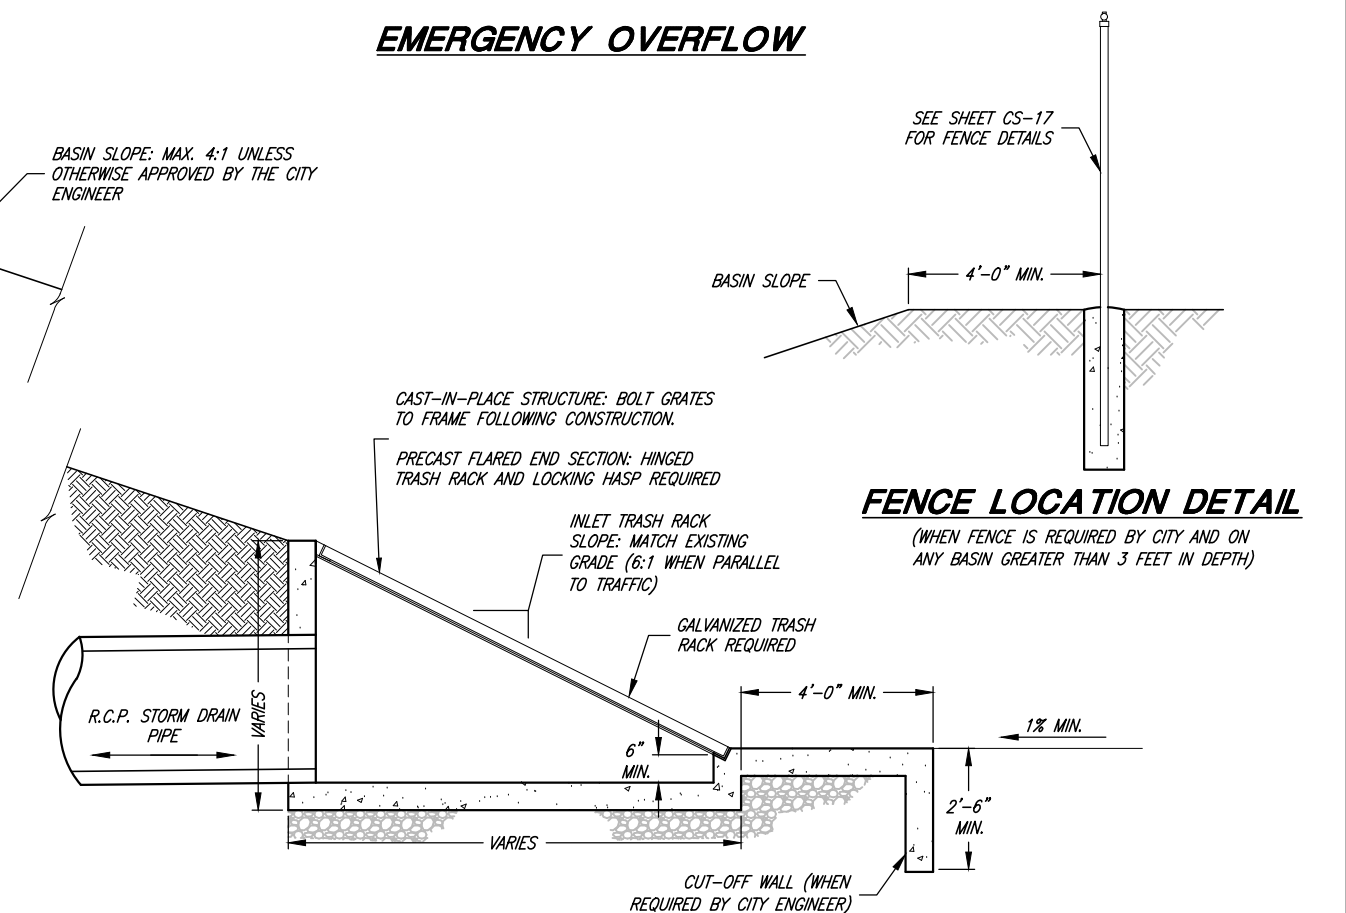 EMERGENCY OVERFLOW
SEE SHEET CS-17
FOR FENCE DETAILS
BASIN SLOPE: MAX. 4:1 UNLESS
OTHERWISE APPROVED BY THE CITY
ENGINEER
4'-0" MIN.
BASIN SLOPE
CAST-IN-PLACE STRUCTURE: BOLT GRATES
TO FRAME FOLLOWING CONSTRUCTION.
PRECAST FLARED END SECTION: HINGED
TRASH RACK AND LOCKING HASP REQUIRED
FENCE LOCATION DETAIL
(WHEN FENCE IS REQUIRED BY CITY AND ON
ANY BASIN GREATER THAN 3 FEET IN DEPTH)
INLET TRASH RACK
SLOPE: MATCH EXISTING
GRADE (6:1 WHEN PARALLEL
TO TRAFFIC)
GALVANIZED TRASH
RACK REQUIRED
4'-0" MIN.
R.C.P. STORM DRAIN
PIPE
VARIES
1% MIN.
6"
MIN.
2'-6"
MIN.
VARIES
CUT-OFF WALL (WHEN
REQUIRED BY CITY ENGINEER)